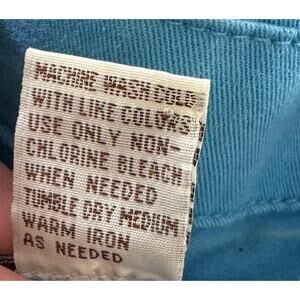 MACHINE WASH COLD
WITH LIKE COLORS
USE ONLY NON-
CHLORINE BLEACH
WHEN NEEDED
TUMBLE DRY MEDIUM
WARM IRON
AS NEEDED